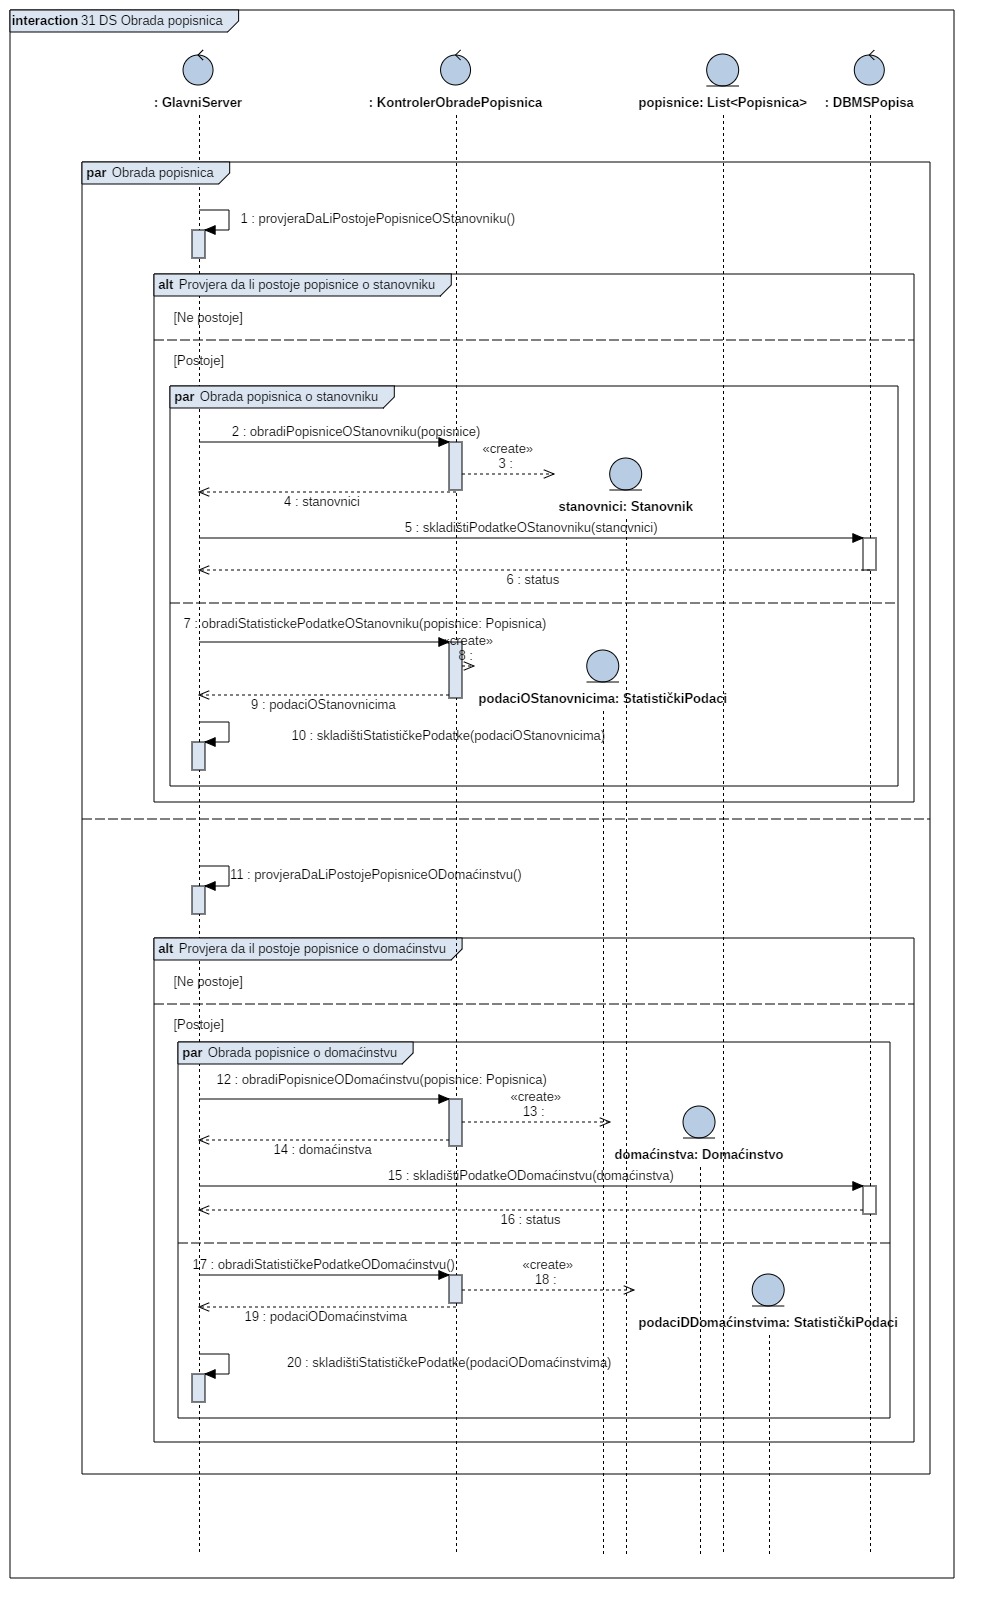 interaction 31 DS Obrada popisnica
: GlavniServer
: KontrolerObradePopisnica
popisnice: List<Popisnica>
: DBMSPopisa
par Obrada popisnica
1 : provjeraDaLiPostojePopisniceOStanovniku()
alt Provjera da li postoje popisnice o stanovniku
[Ne postoje]
[Postoje]
par Obrada popisnica o stanovniku
2 : obradiPopisniceOStanovniku(popisnice)
«create»
3 :
stanovnici: Stanovnik
4 : stanovnici
5 : skladištiPodatkeOStanovniku(stanovnici)
6 : status
7 : obradiStatistickePodatkeOStanovniku(popisnice: Popisnica)
«create»
8 :
podaciOStanovnicima: StatističkiPodaci
9 : podaciOStanovnicima
10 : skladištiStatističkePodatke(podaciOStanovnicima)
11 : provjeraDaLiPostojePopisniceODomaćinstvu()
alt Provjera da il postoje popisnice o domaćinstvu
[Ne postoje]
[Postoje]
par Obrada popisnice o domaćinstvu
12 : obradiPopisniceODomaćinstvu(popisnice: Popisnica)
«create»
13 :
domaćinstva: Domaćinstvo
14 : domaćinstva
15 : skladištiPodatkeODomaćinstvu(domaćinstva)
16 : status
17 : obradiStatističkePodatkeODomaćinstvu()
«create»
18 :
podaciDDomaćinstvima: StatističkiPodaci
19 : podaciODomaćinstvima
20 : skladištiStatističkePodatke(podaciODomaćinstvima)